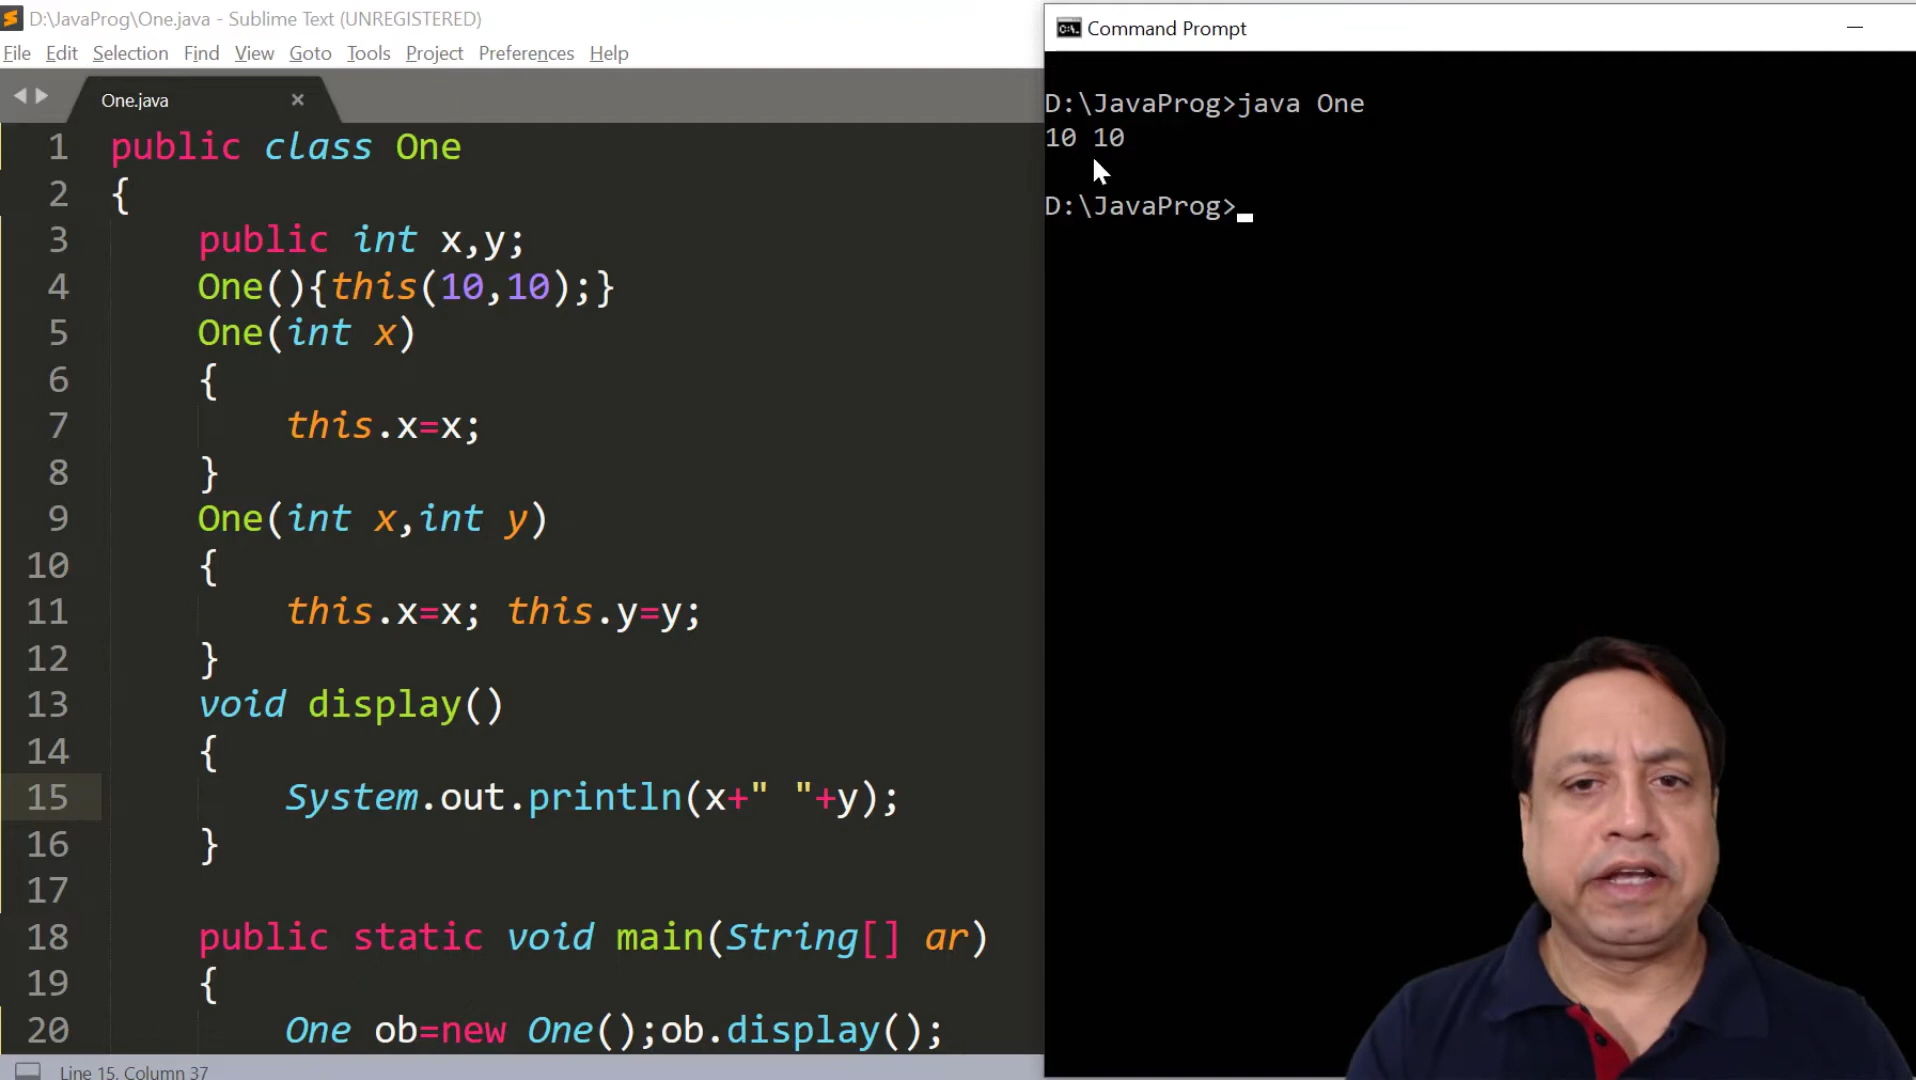 D:\JavaProg\One.java - Sublime Text (UNREGISTERED)
File Edit Selection Find View Goto Tools Project Preferences Help
One.java
1 public class One
2 {
3 public int x,y;
4 One(){this(10,10);}
5 One(int x)
6 {
7 this.x=x;
8 }
9 One(int x,int y)
10 {
11 this.x=x; this.y=y;
12 }
13 void display()
14 {
15 System.out.println(x+" "+y);
16 }
17
18 public static void main(String[] ar)
19 {
20 One ob=new One();ob.display();
Line 15, Column 37
Command Prompt
D:\JavaProg>java One
10 10
D:\JavaProg>